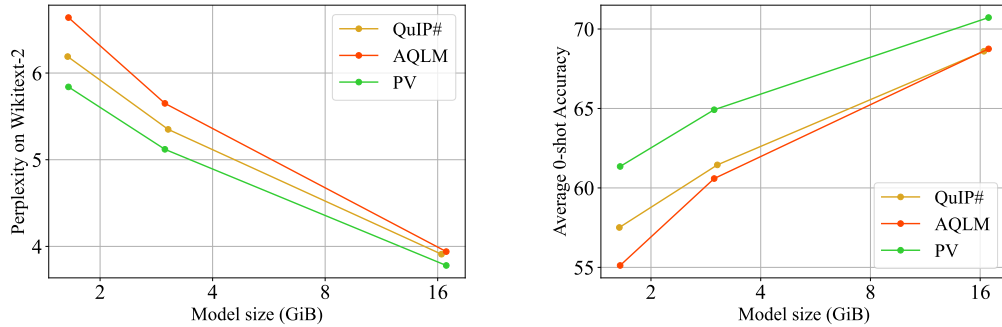 Perplexity on Wikitext-2
6
5
4
2
4
8
16
Model size (GiB)
QuIP#
AQLM
PV
Average 0-shot Accuracy
70
65
60
55
2
4
8
16
Model size (GiB)
QuIP#
AQLM
PV